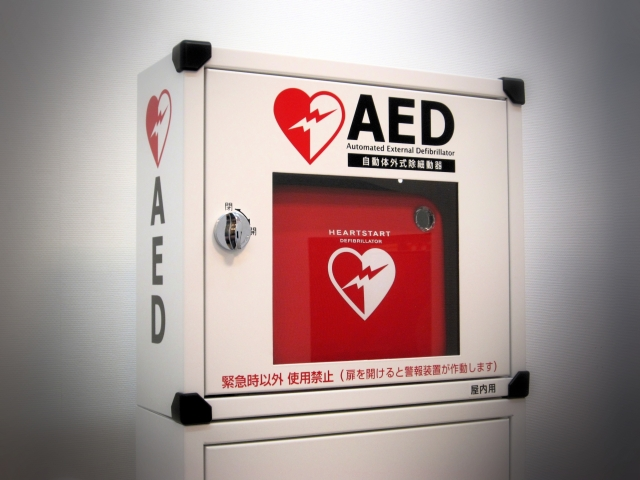 AED
AED
Automated External Defibrillator
自動体外式除細動器
閉
開
HEARTSTART
DEFIBRILLATOR
緊急時以外 使用禁止（扉を開けると警報装置が作動します）
屋内用